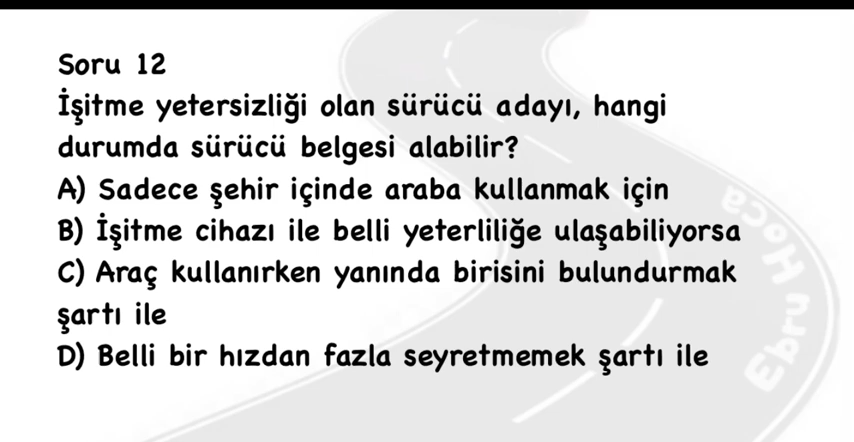 Soru 12
İşitme yetersizliği olan sürücü adayı, hangi
durumda sürücü belgesi alabilir?
A) Sadece şehir içinde araba kullanmak için
B) İşitme cihazı ile belli yeterliliğe ulaşabiliyorsa
C) Araç kullanırken yanında birisini bulundurmak
şartı ile
D) Belli bir hızdan fazla seyretmemek şartı ile
Ebru Hoca